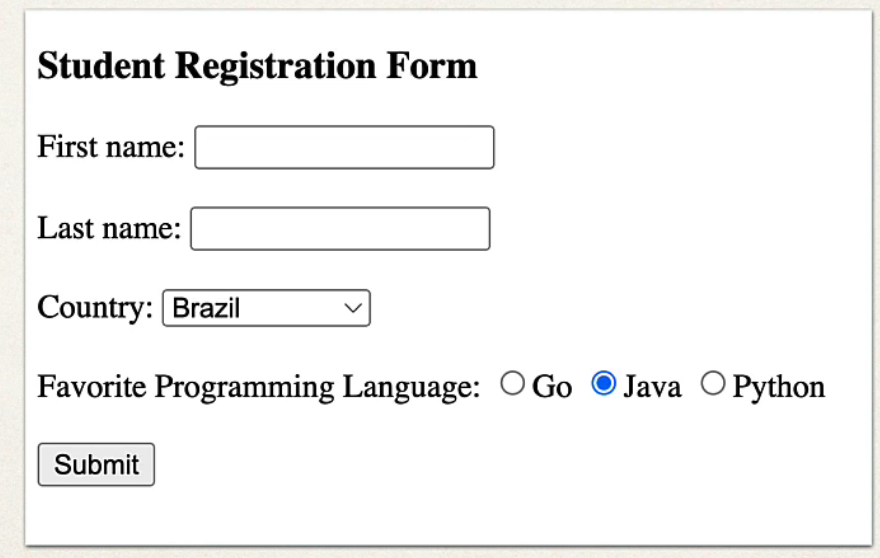 Student Registration Form
First name:
Last name:
Country: Brazil
Favorite Programming Language: Go Java Python
Submit